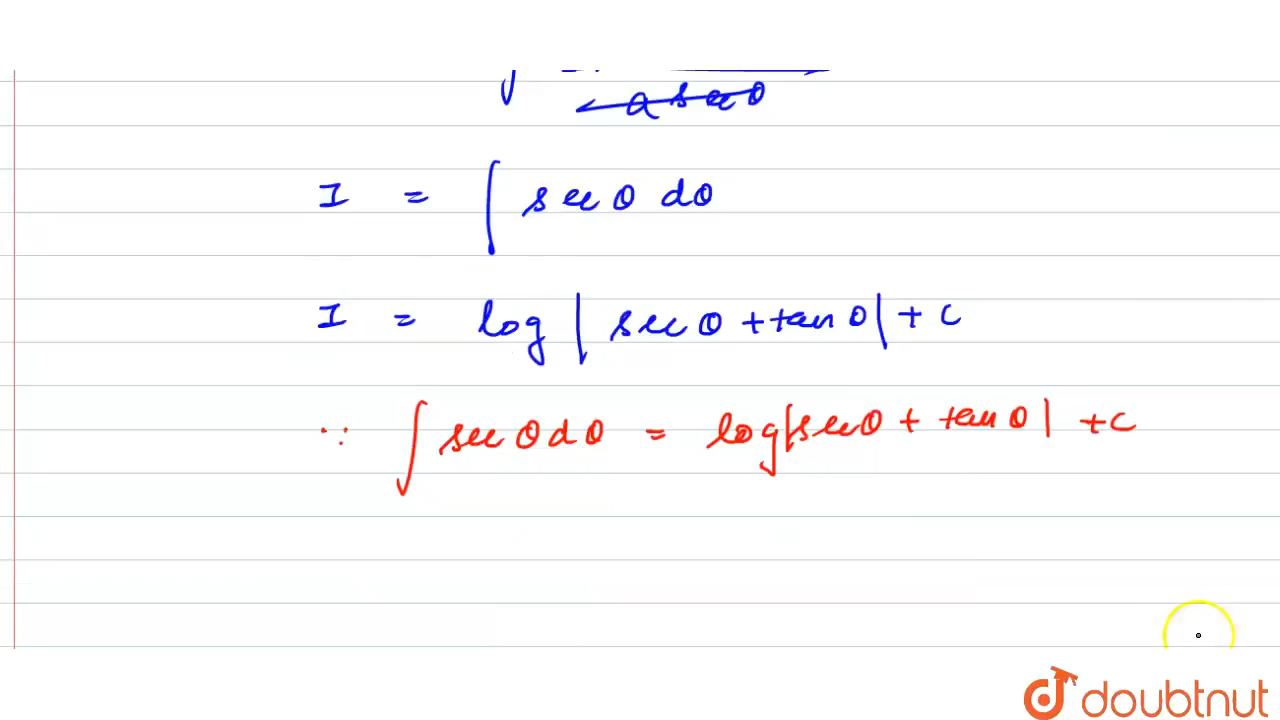 a sec θ
I = ∫ sec θ dθ
I = log | sec θ + tan θ | + c
∵ ∫ sec θ dθ = log | sec θ + tan θ | + c
doubtnut